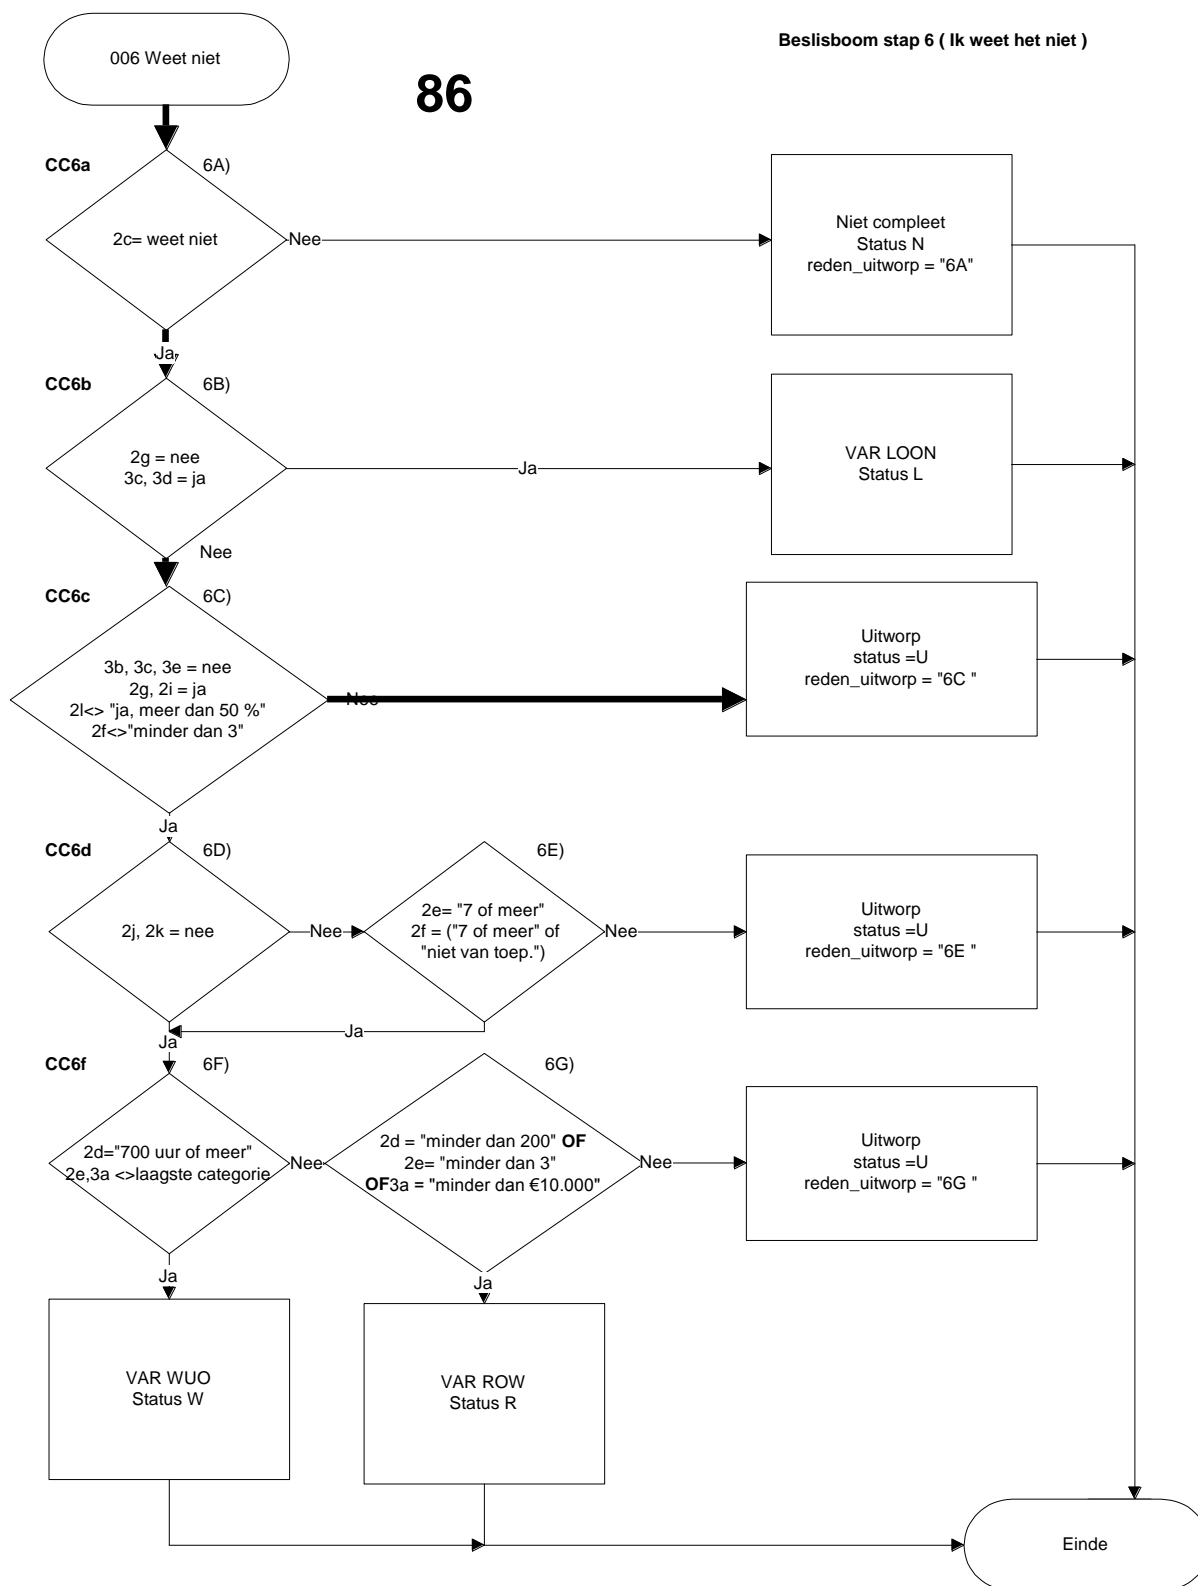 Beslisboom stap 6 ( Ik weet het niet )
006 Weet niet
86
CC6a
6A)
2c= weet niet
Nee
Niet compleet
Status N
reden_uitworp = "6A"
Ja
CC6b
6B)
2g = nee
3c, 3d = ja
Ja
VAR LOON
Status L
Nee
CC6c
6C)
3b, 3c, 3e = nee
2g, 2i = ja
2l<> "ja, meer dan 50 %"
2f<>"minder dan 3"
Nee
Uitworp
status =U
reden_uitworp = "6C "
Ja
CC6d
6D)
2j, 2k = nee
Nee
6E)
2e= "7 of meer"
2f = ("7 of meer" of
"niet van toep.")
Nee
Uitworp
status =U
reden_uitworp = "6E "
Ja
Ja
CC6f
6F)
2d="700 uur of meer"
2e,3a <>laagste categorie
Nee
6G)
2d = "minder dan 200" OF
2e= "minder dan 3"
OF3a = "minder dan €10.000"
Nee
Uitworp
status =U
reden_uitworp = "6G "
Ja
Ja
VAR WUO
Status W
VAR ROW
Status R
Einde